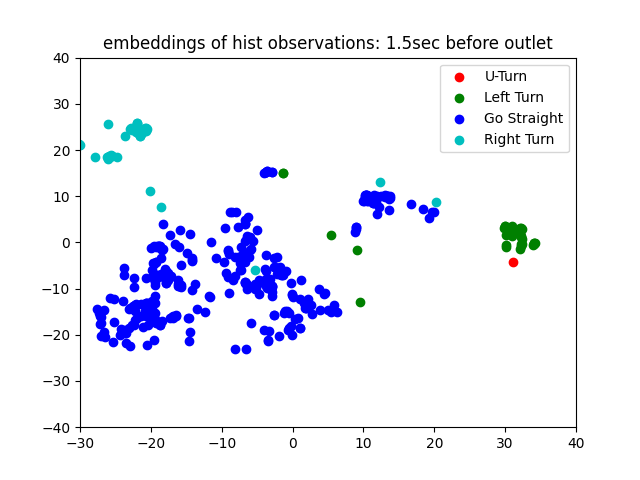 embeddings of hist observations: 1.5sec before outlet
U-Turn
Left Turn
Go Straight
Right Turn
40
30
20
10
0
−10
−20
−30
−40
−30 −20 −10 0 10 20 30 40